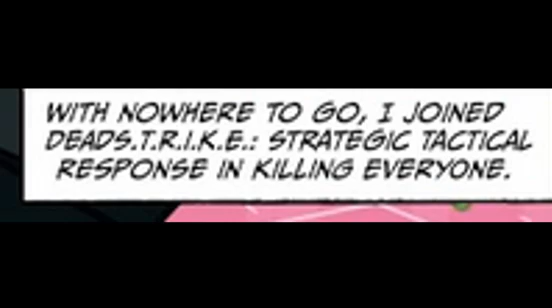 WITH NOWHERE TO GO, I JOINED
DEADS.T.R.I.K.E.: STRATEGIC TACTICAL
RESPONSE IN KILLING EVERYONE.